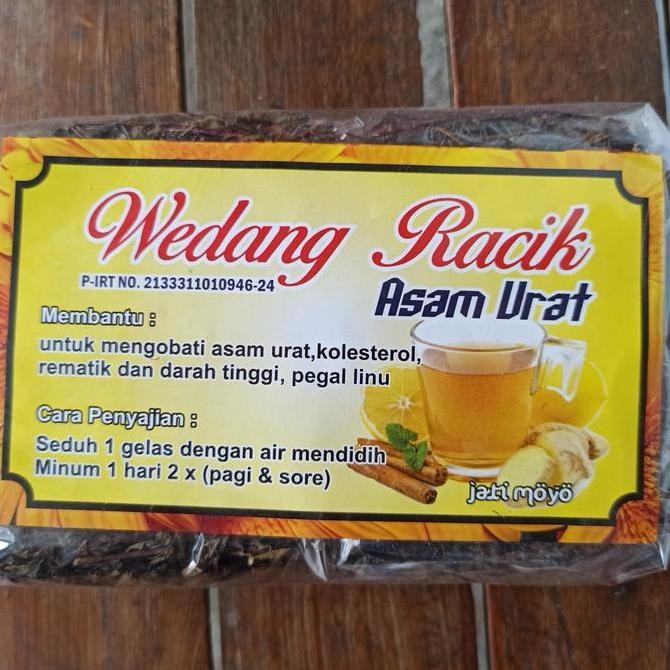 Wedang Racik
P-IRT NO. 2133311010946-24
Asam Urat
Membantu :
untuk mengobati asam urat,kolesterol,
rematik dan darah tinggi, pegal linu
Cara Penyajian :
Seduh 1 gelas dengan air mendidih
Minum 1 hari 2 x (pagi & sore)
jati möyö